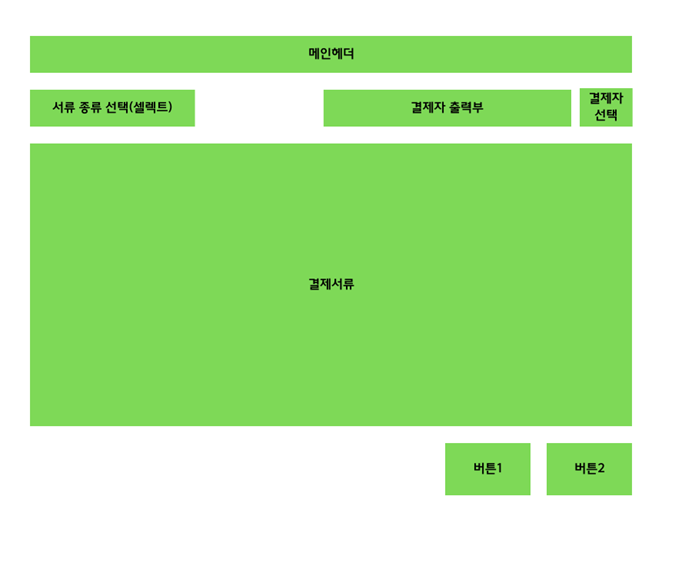 메인헤더
서류 종류 선택(셀렉트)
결제자 출력부
결제자
선택
결제서류
버튼1
버튼2